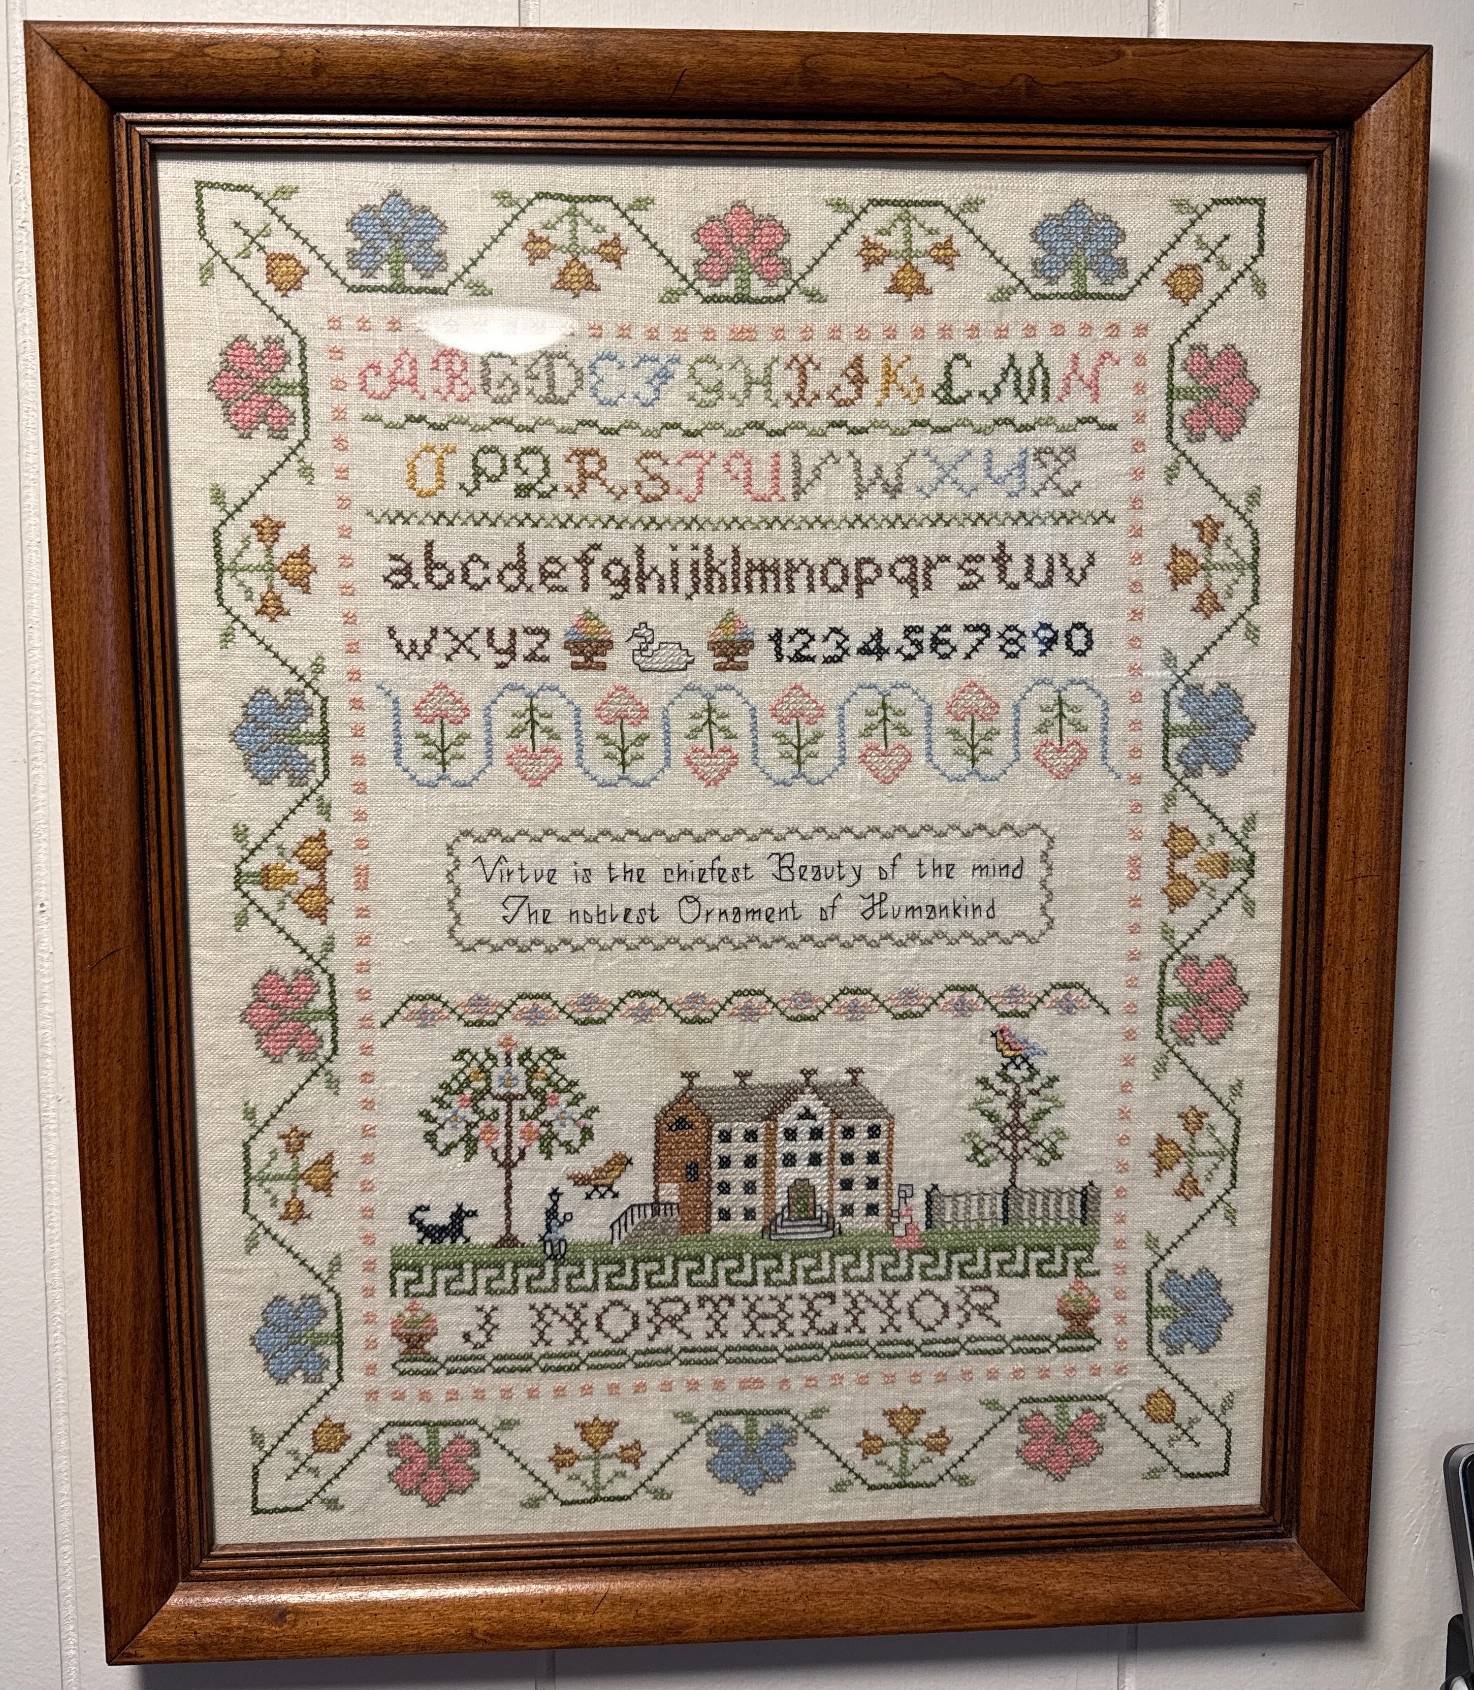 ABCDEFGHIJKLMN
OPQRSTUVWXYZ
abcdefghijklmnopqrstuv
wxyz 1234567890
Virtue is the chiefest Beauty of the mind
The noblest Ornament of Humankind
J NORTHENOR